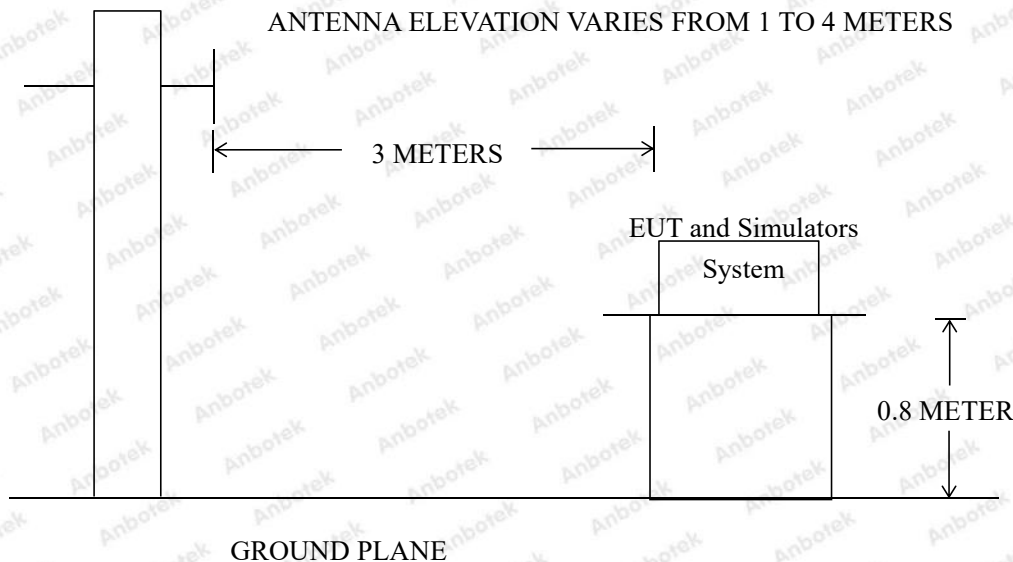 ANTENNA ELEVATION VARIES FROM 1 TO 4 METERS
3 METERS
EUT and Simulators
System
0.8 METER
GROUND PLANE
Anbotek